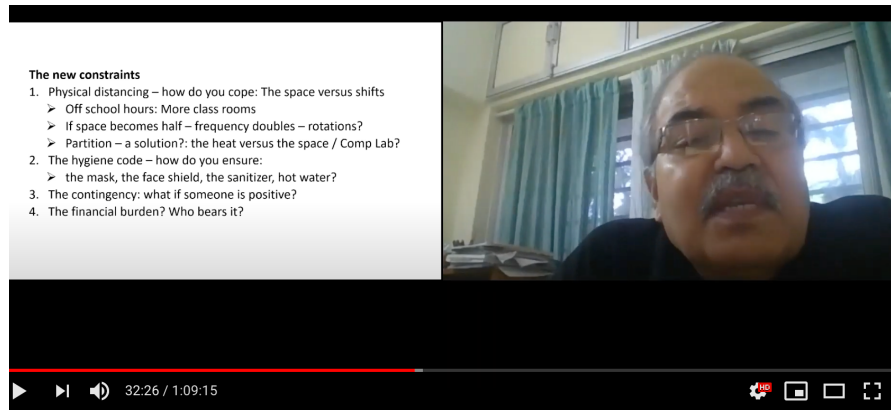 The new constraints
1. Physical distancing – how do you cope: The space versus shifts
➢ Off school hours: More class rooms
➢ If space becomes half – frequency doubles – rotations?
➢ Partition – a solution?: the heat versus the space / Comp Lab?
2. The hygiene code – how do you ensure:
➢ the mask, the face shield, the sanitizer, hot water?
3. The contingency: what if someone is positive?
4. The financial burden? Who bears it?
32:26 / 1:09:15
HD